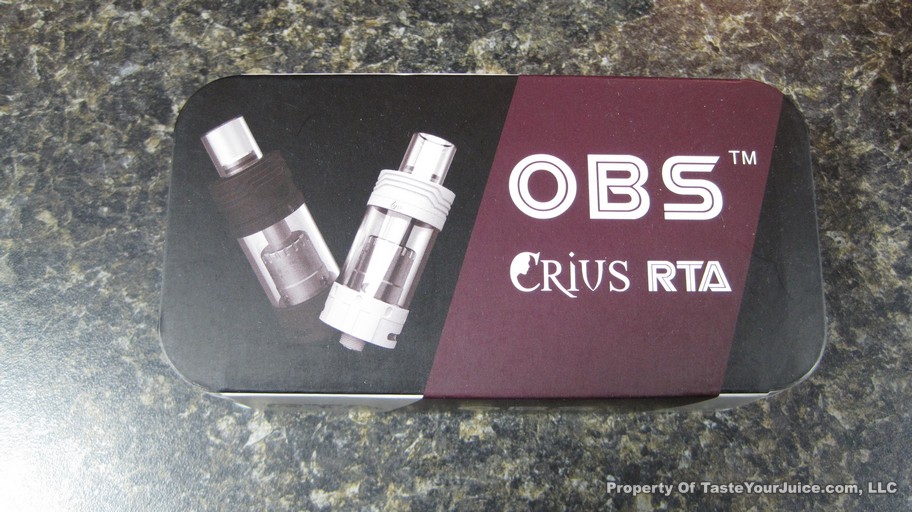 OBS™
CRiUS RTA
Property Of TasteYourJuice.com, LLC